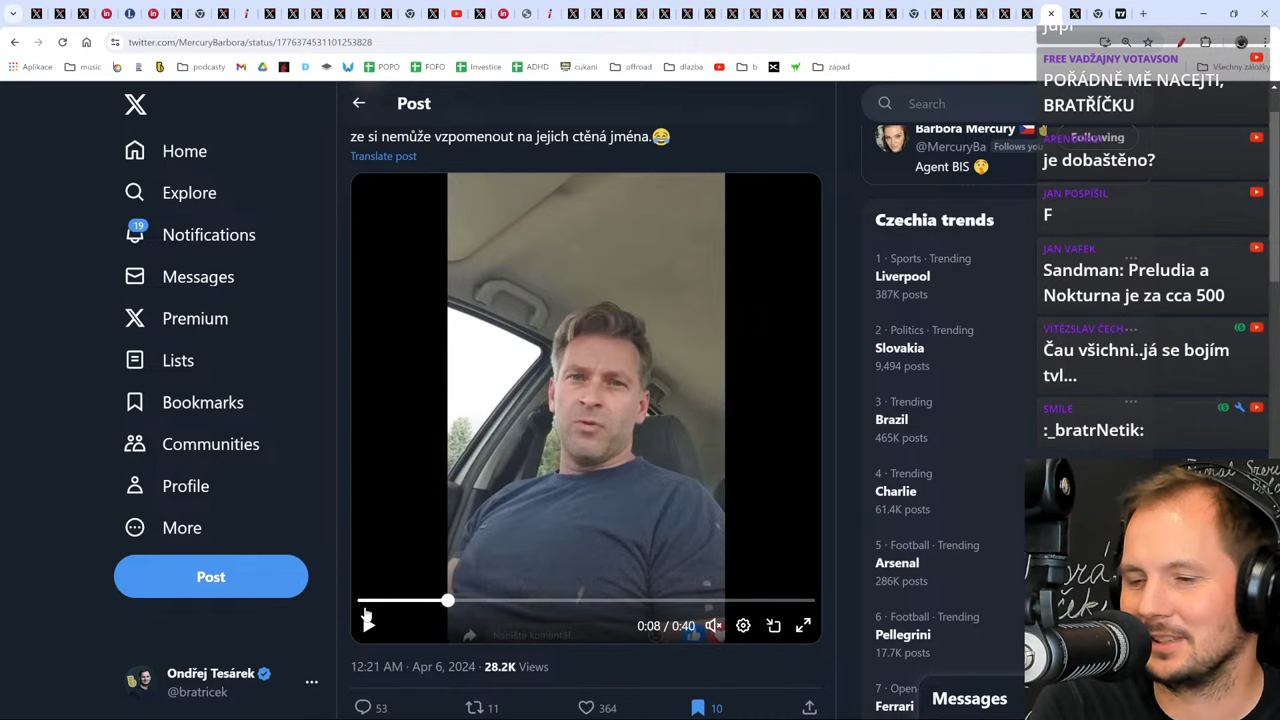 twitter.com/MercuryBarbora/status/1776374531101253828
Aplikace
music
b
podcasty
POPO
FOFO
Investice
ADHD
cukani
offroad
dlazba
b
západ
Všechny záložky
Home
Explore
19
Notifications
Messages
Premium
Lists
Bookmarks
Communities
Profile
More
Post
Ondřej Tesárek
@bratricek
Post
ze si nemůže vzpomenout na jejich ctěná jména.😂
Translate post
Napište komentář...
0:08 / 0:40
12:21 AM · Apr 6, 2024 · 28.2K Views
53
11
364
10
Search
Barbora Mercury 🇨🇿
@MercuryBa
Follows you
Following
Agent BIS 🤫
Czechia trends
1 · Sports · Trending
Liverpool
387K posts
2 · Politics · Trending
Slovakia
9,494 posts
3 · Trending
Brazil
465K posts
4 · Trending
Charlie
61.4K posts
5 · Football · Trending
Arsenal
286K posts
6 · Football · Trending
Pellegrini
17.7K posts
7 · Open
Ferrari
Messages
FREE VADŽAJNY VOTAVSON
POŘÁDNĚ MĚ NACEJTI,
BRATŘÍČKU
je dobaštěno?
JAN POSPÍŠIL
F
JAN VAFEK
Sandman: Preludia a
Nokturna je za cca 500
VITĚZSLAV ČECH
Čau všichni..já se bojím
tvl...
SMILE
:_bratrNetik: